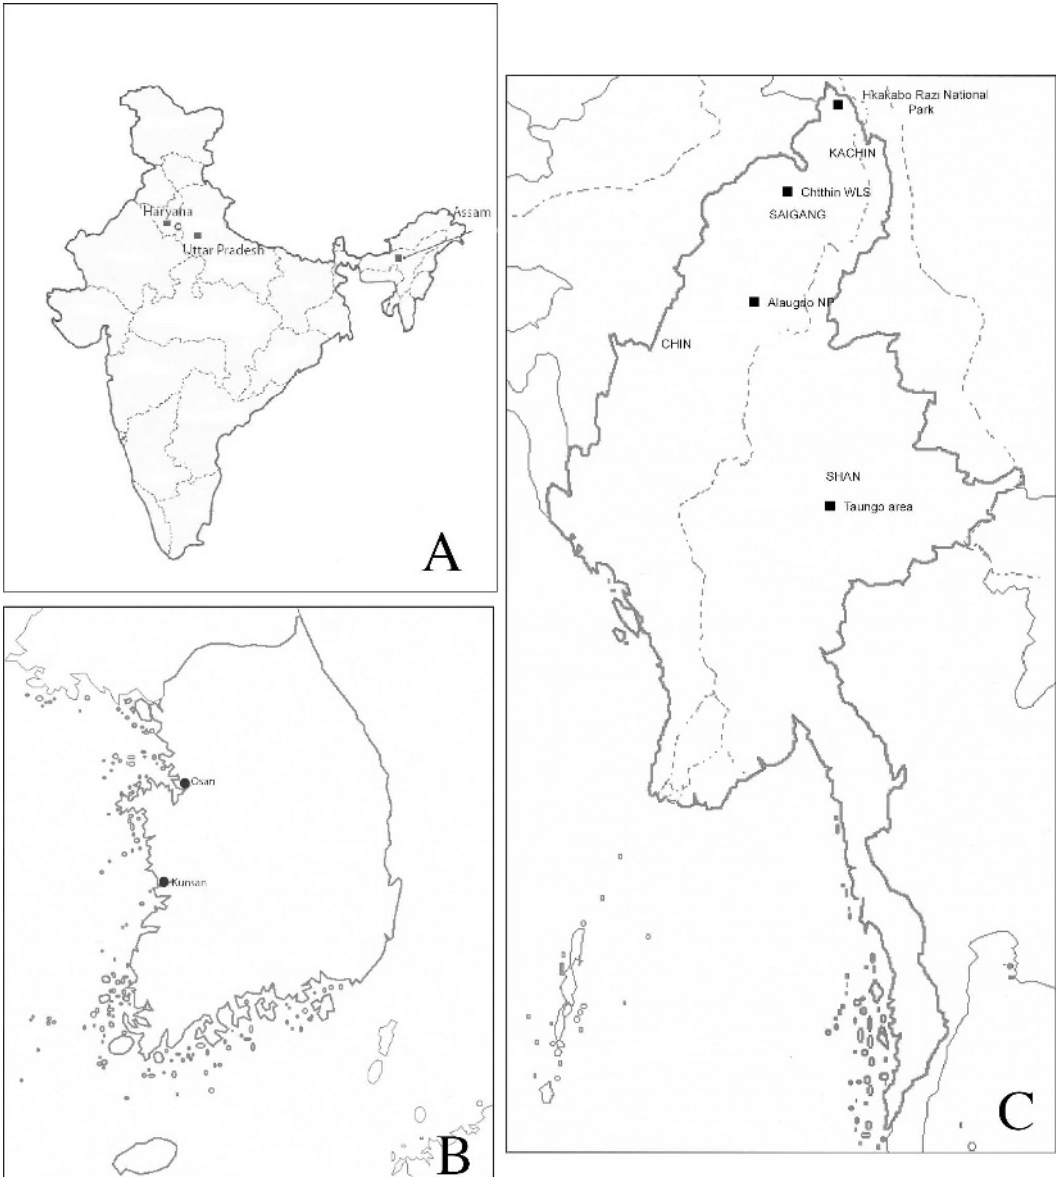 Haryana
Assam
Uttar Pradesh
A
Osan
Kunsan
B
Hkakabo Razi National
Park
KACHIN
Chtthin WLS
SAIGANG
Alaugso NP
CHIN
SHAN
Taungo area
C